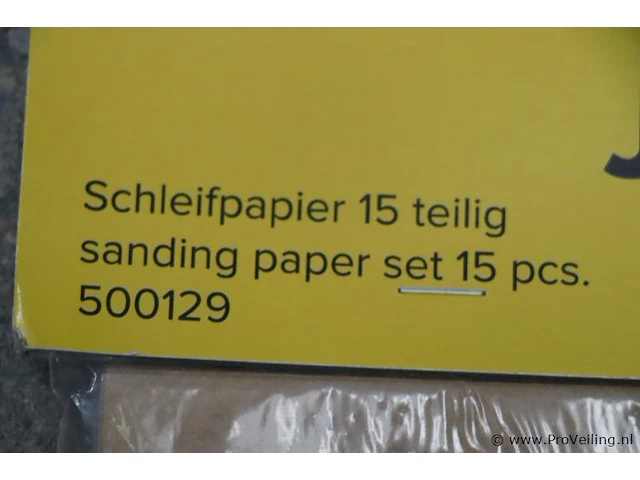 Schleifpapier 15 teilig
sanding paper set 15 pcs.
500129
© www.ProVeiling.nl